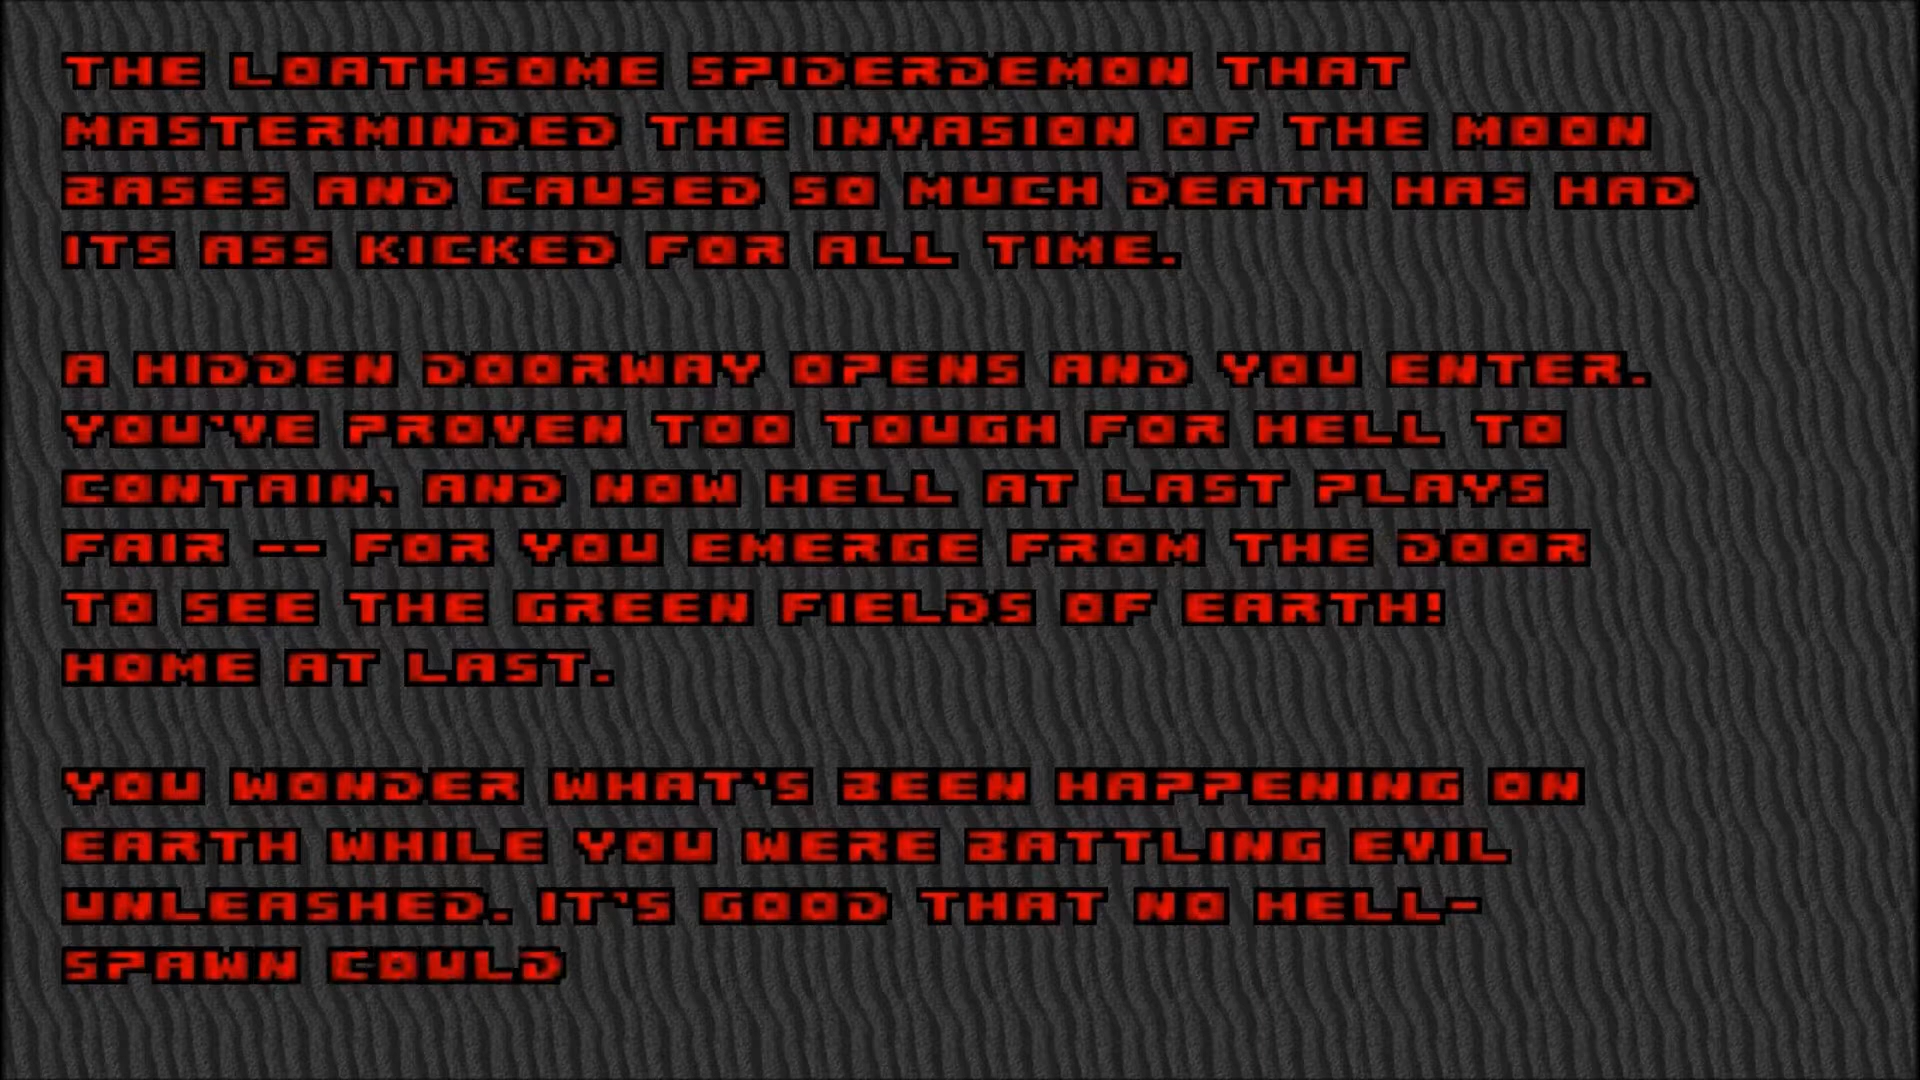 THE LOATHSOME SPIDERDEMON THAT
MASTERMINDED THE INVASION OF THE MOON
BASES AND CAUSED SO MUCH DEATH HAS HAD
ITS ASS KICKED FOR ALL TIME.
A HIDDEN DOORWAY OPENS AND YOU ENTER.
YOU'VE PROVEN TOO TOUGH FOR HELL TO
CONTAIN, AND NOW HELL AT LAST PLAYS
FAIR -- FOR YOU EMERGE FROM THE DOOR
TO SEE THE GREEN FIELDS OF EARTH!
HOME AT LAST.
YOU WONDER WHAT'S BEEN HAPPENING ON
EARTH WHILE YOU WERE BATTLING EVIL
UNLEASHED. IT'S GOOD THAT NO HELL-
SPAWN COULD